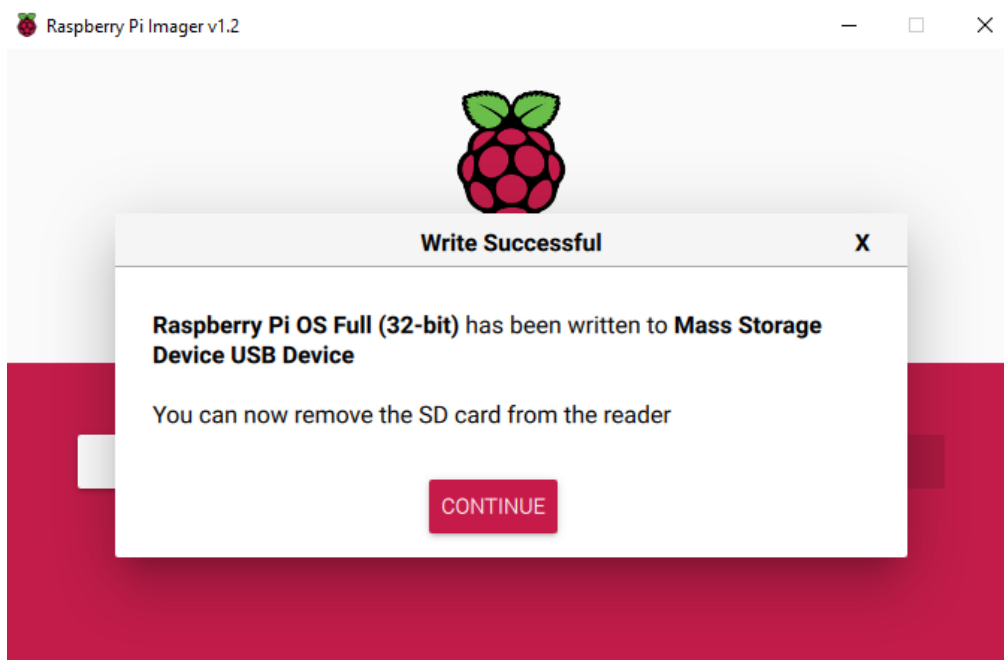 Raspberry Pi Imager v1.2
Write Successful X
Raspberry Pi OS Full (32-bit) has been written to Mass Storage
Device USB Device
You can now remove the SD card from the reader
CONTINUE